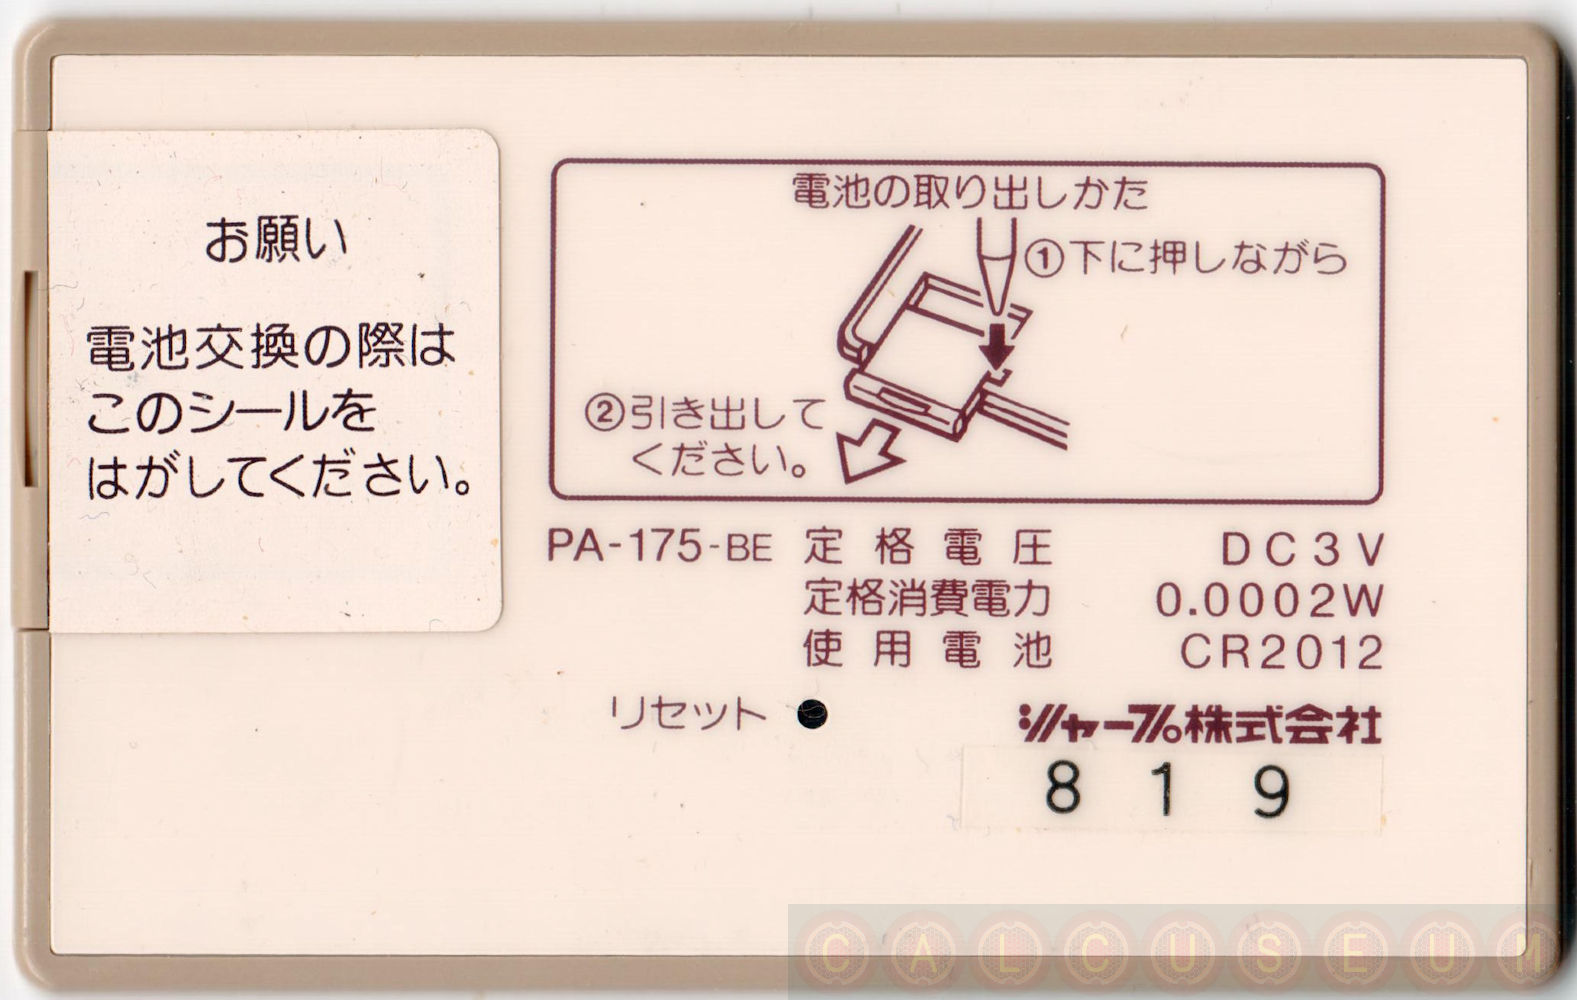 お願い
電池交換の際は
このシールを
はがしてください。
電池の取り出しかた
①下に押しながら
②引き出して
ください。
PA-175-BE 定格電圧 DC3V
定格消費電力 0.0002W
使用電池 CR2012
リセット
シャープ株式会社
8 1 9
CALCUSEUM